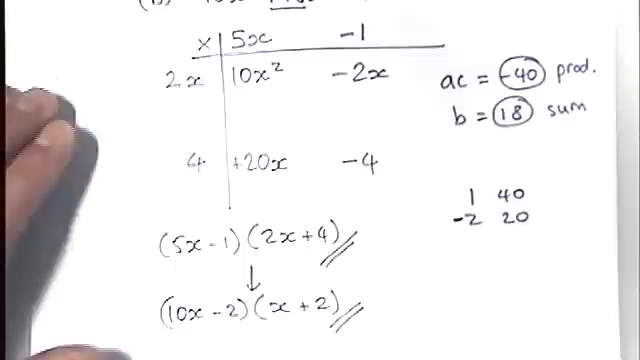 (b)
x 5x -1
2x 10x² -2x
4 +20x -4
ac = -40 prod.
b = 18 sum
1 40
-2 20
(5x-1)(2x+4)
↓
(10x-2)(x+2)